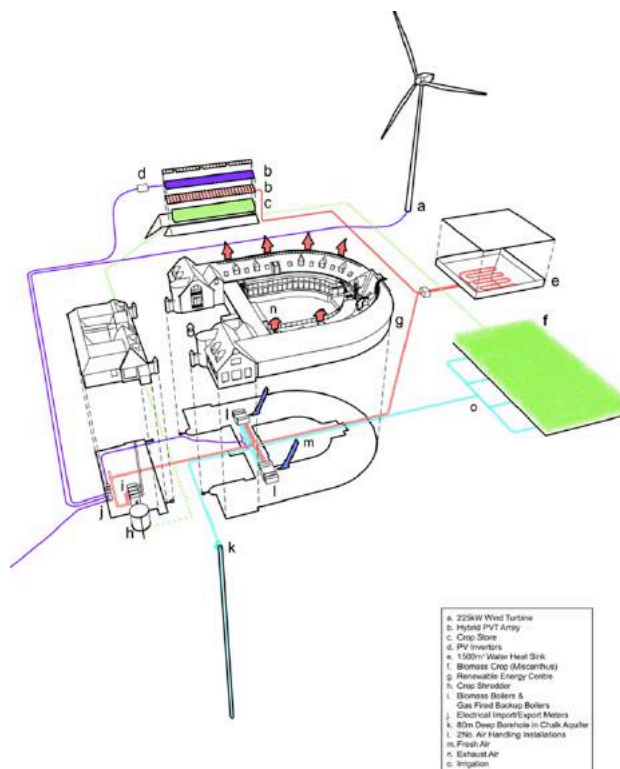 a
d
b
b
c
e
n
g
f
l
m
o
l
i
j
h
k
a. 225kW Wind Turbine
b. Hybrid PVT Array
c. Crop Store
d. PV Inverters
e. 1500m³ Water Heat Sink
f. Biomass Crop (Miscanthus)
g. Renewable Energy Centre
h. Crop Shredder
i. Biomass Boilers &
Gas Fired Backup Boilers
j. Electrical Import/Export Meters
k. 80m Deep Borehole in Chalk Aquifer
l. 2No. Air Handling Installations
m. Fresh Air
n. Exhaust Air
o. Irrigation